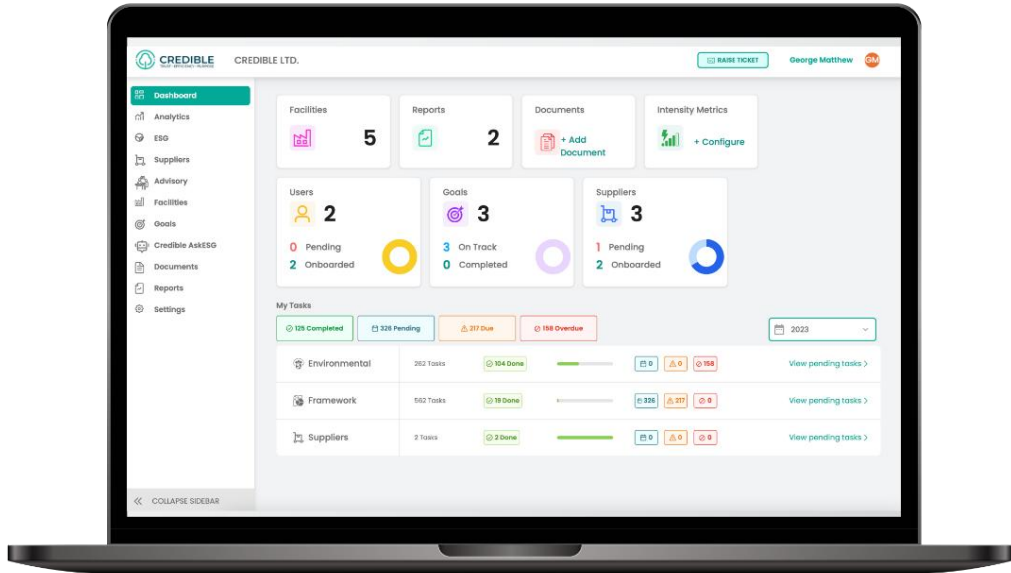 CREDIBLE
CREDIBLE LTD.
RAISE TICKET
George Matthew
GM
Dashboard
Analytics
ESG
Suppliers
Advisory
Facilities
Goals
Credible AskESG
Documents
Reports
Settings
COLLAPSE SIDEBAR
Facilities
5
Reports
2
Documents
+ Add
Document
Intensity Metrics
+ Configure
Users
2
0 Pending
2 Onboarded
Goals
3
3 On Track
0 Completed
Suppliers
3
1 Pending
2 Onboarded
My Tasks
125 Completed
326 Pending
217 Due
158 Overdue
2023
Environmental 262 Tasks 104 Done 0 0 158 View pending tasks >
Framework 562 Tasks 19 Done 326 217 0 View pending tasks >
Suppliers 2 Tasks 2 Done 0 0 0 View pending tasks >